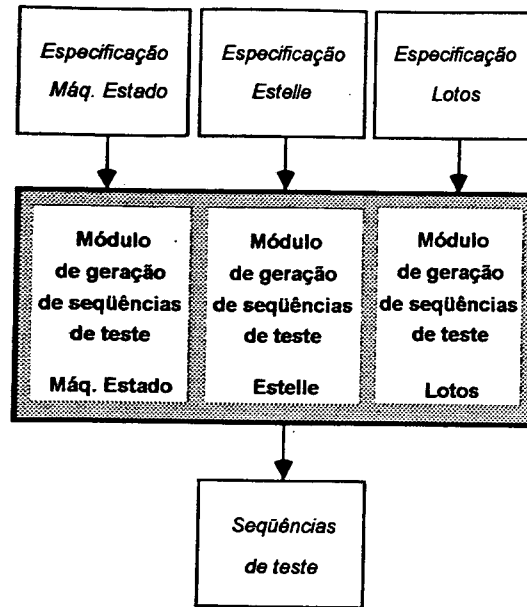 Especificação
Máq. Estado
Especificação
Estelle
Especificação
Lotos
Módulo
de geração
de seqüências
de teste
Máq. Estado
Módulo
de geração
de seqüências
de teste
Estelle
Módulo
de geração
de seqüências
de teste
Lotos
Seqüências
de teste